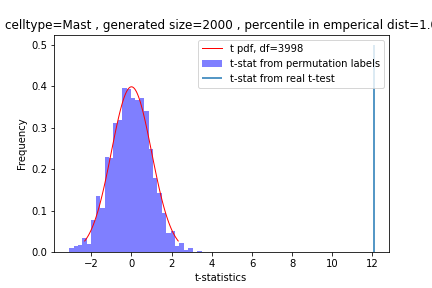 celltype=Mast , generated size=2000 , percentile in emperical dist=1.
t pdf, df=3998
t-stat from permutation labels
t-stat from real t-test
0.5
0.4
0.3
0.2
0.1
0.0
Frequency
−2 0 2 4 6 8 10 12
t-statistics